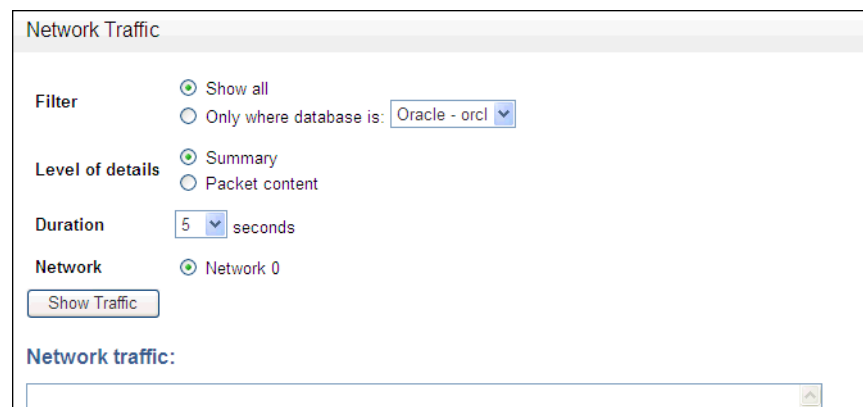 Network Traffic
Filter
Show all
Only where database is: Oracle - orcl
Level of details
Summary
Packet content
Duration
5 seconds
Network
Network 0
Show Traffic
Network traffic: